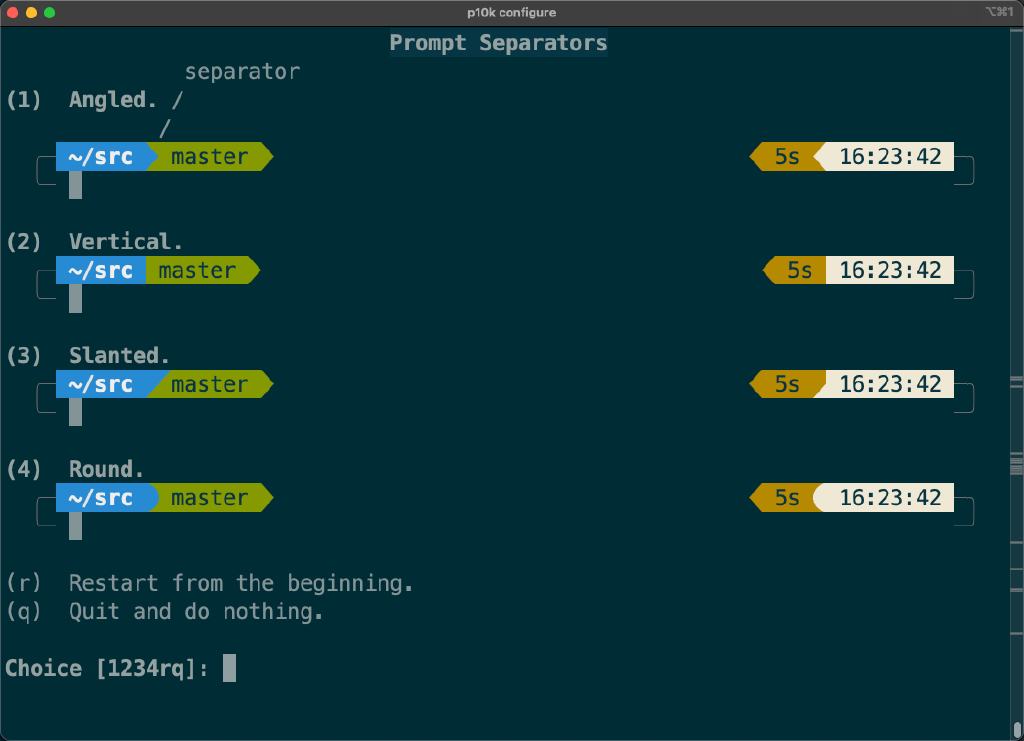 p10k configure
⌥⌘1
Prompt Separators
separator
(1) Angled. /
/
~/src master 5s 16:23:42
(2) Vertical.
~/src master 5s 16:23:42
(3) Slanted.
~/src master 5s 16:23:42
(4) Round.
~/src master 5s 16:23:42
(r) Restart from the beginning.
(q) Quit and do nothing.
Choice [1234rq]: